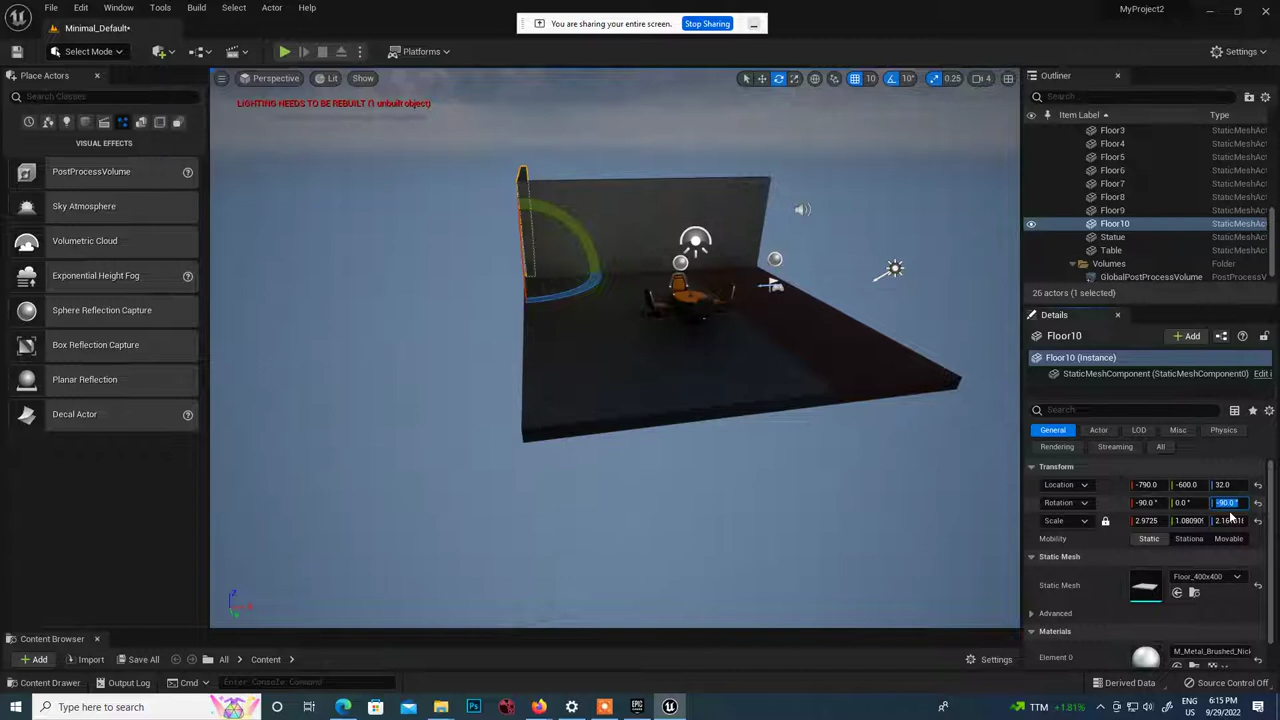 File Edit Window Tools Build Select Actor Help
MyProject2
You are sharing your entire screen. Stop Sharing
Minimal_Default*
Select Mode
Platforms
Settings
Place Actors
Search Classes
VISUAL EFFECTS
PostProcessVolume
Sky Atmosphere
Volumetric Cloud
Exponential Height Fog
Sphere Reflection Capture
Box Reflection Capture
Planar Reflection
Decal Actor
Perspective Lit Show
10 10° 0.25 4
LIGHTING NEEDS TO BE REBUILT (1 unbuilt object)
Outliner
Search...
Item Label Type
Floor3 StaticMeshAct
Floor4 StaticMeshAct
Floor5 StaticMeshAct
Floor6 StaticMeshAct
Floor7 StaticMeshAct
Floor8 StaticMeshAct
Floor9 StaticMeshAct
Floor10 StaticMeshAct
Statue StaticMeshAct
Table StaticMeshAct
Volumes Folder
GlobalPostProcessVolume PostProcessV
26 actors (1 selected)
Details
Floor10 Add
Floor10 (Instance)
StaticMeshComponent (StaticMeshComponent0) Edit i
Search
General Actor LOD Misc Physics
Rendering Streaming All
Transform
Location -790.0 -600.0 32.0
Rotation -90.0 ° 0.0 ° -90.0 °
Scale 2.9725 1.08090
Mobility Static Stationa Movable
Static Mesh
Static Mesh Floor_400x400
Advanced
Materials
Element 0 M_Metal_Brushed_Nick
Z
Content Browser
Add Import Save All All Content Settings
Content Drawer Output Log Cmd Enter Console Command Derived Data Source Control Off
Type here to search
TTM +1.81% ENG 6:15 PM
9/29/2022